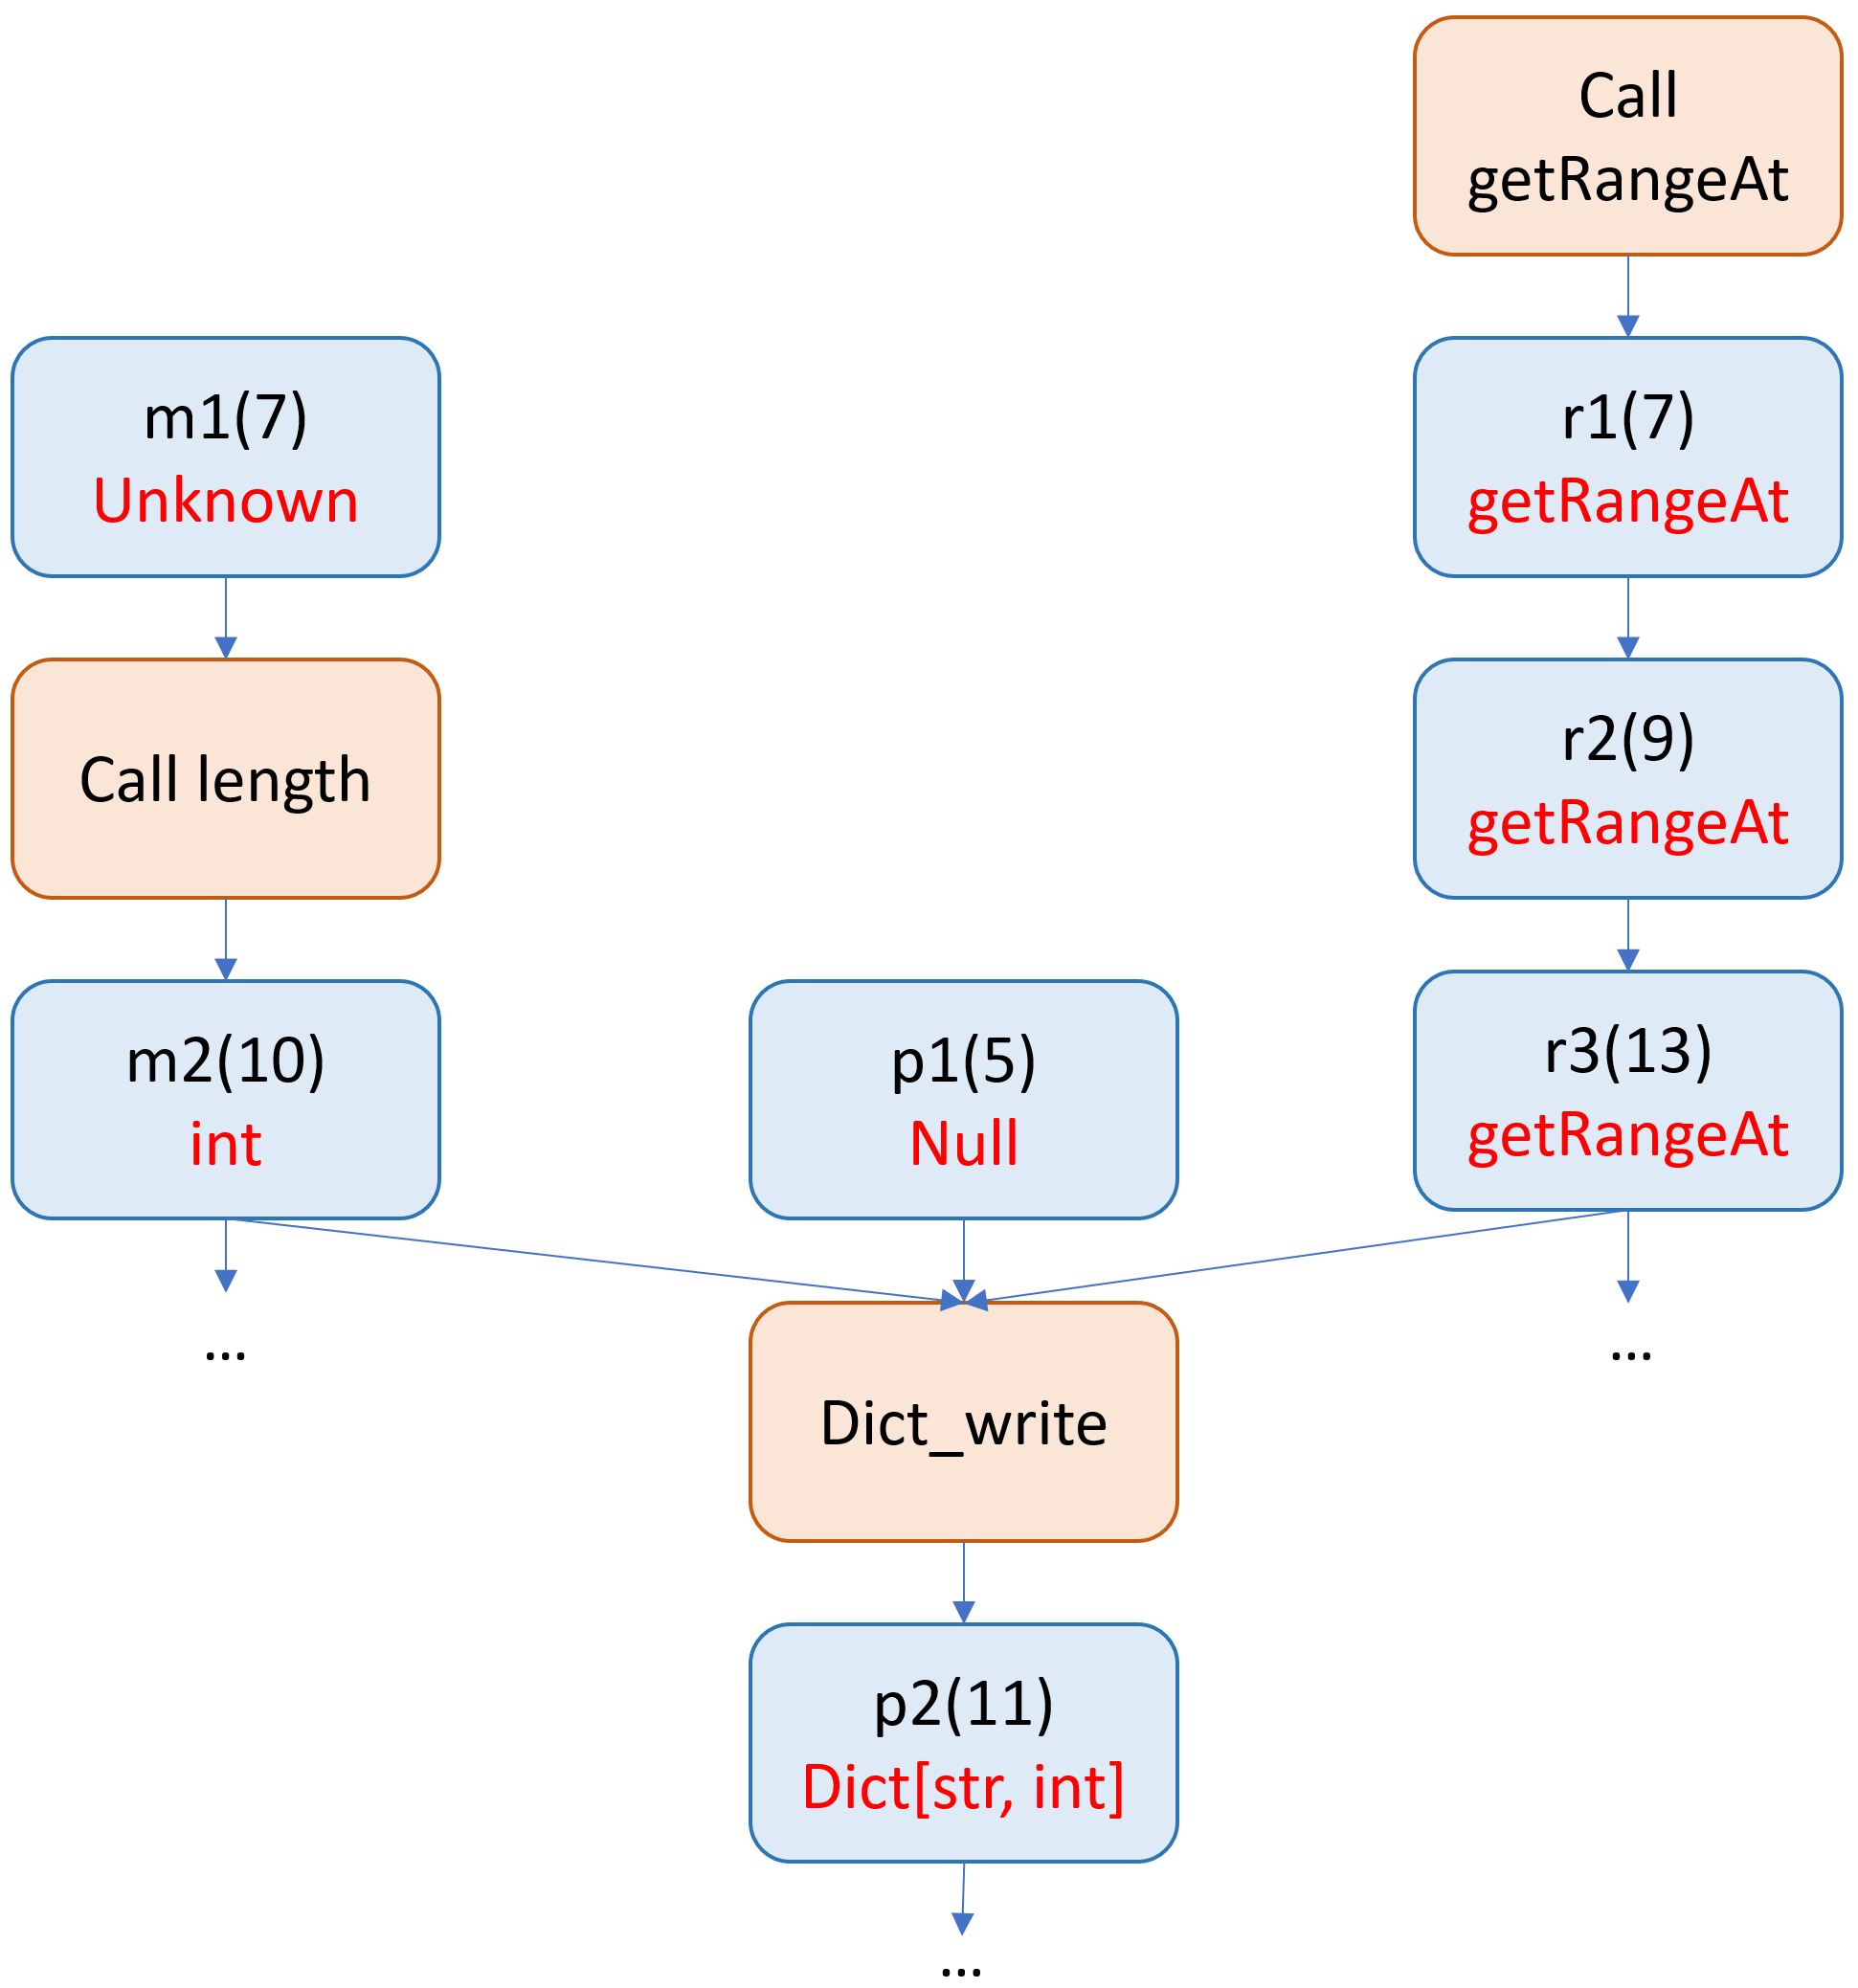 Call
getRangeAt
m1(7)
Unknown
r1(7)
getRangeAt
Call length
r2(9)
getRangeAt
m2(10)
int
p1(5)
Null
r3(13)
getRangeAt
...
...
Dict_write
p2(11)
Dict[str, int]
...